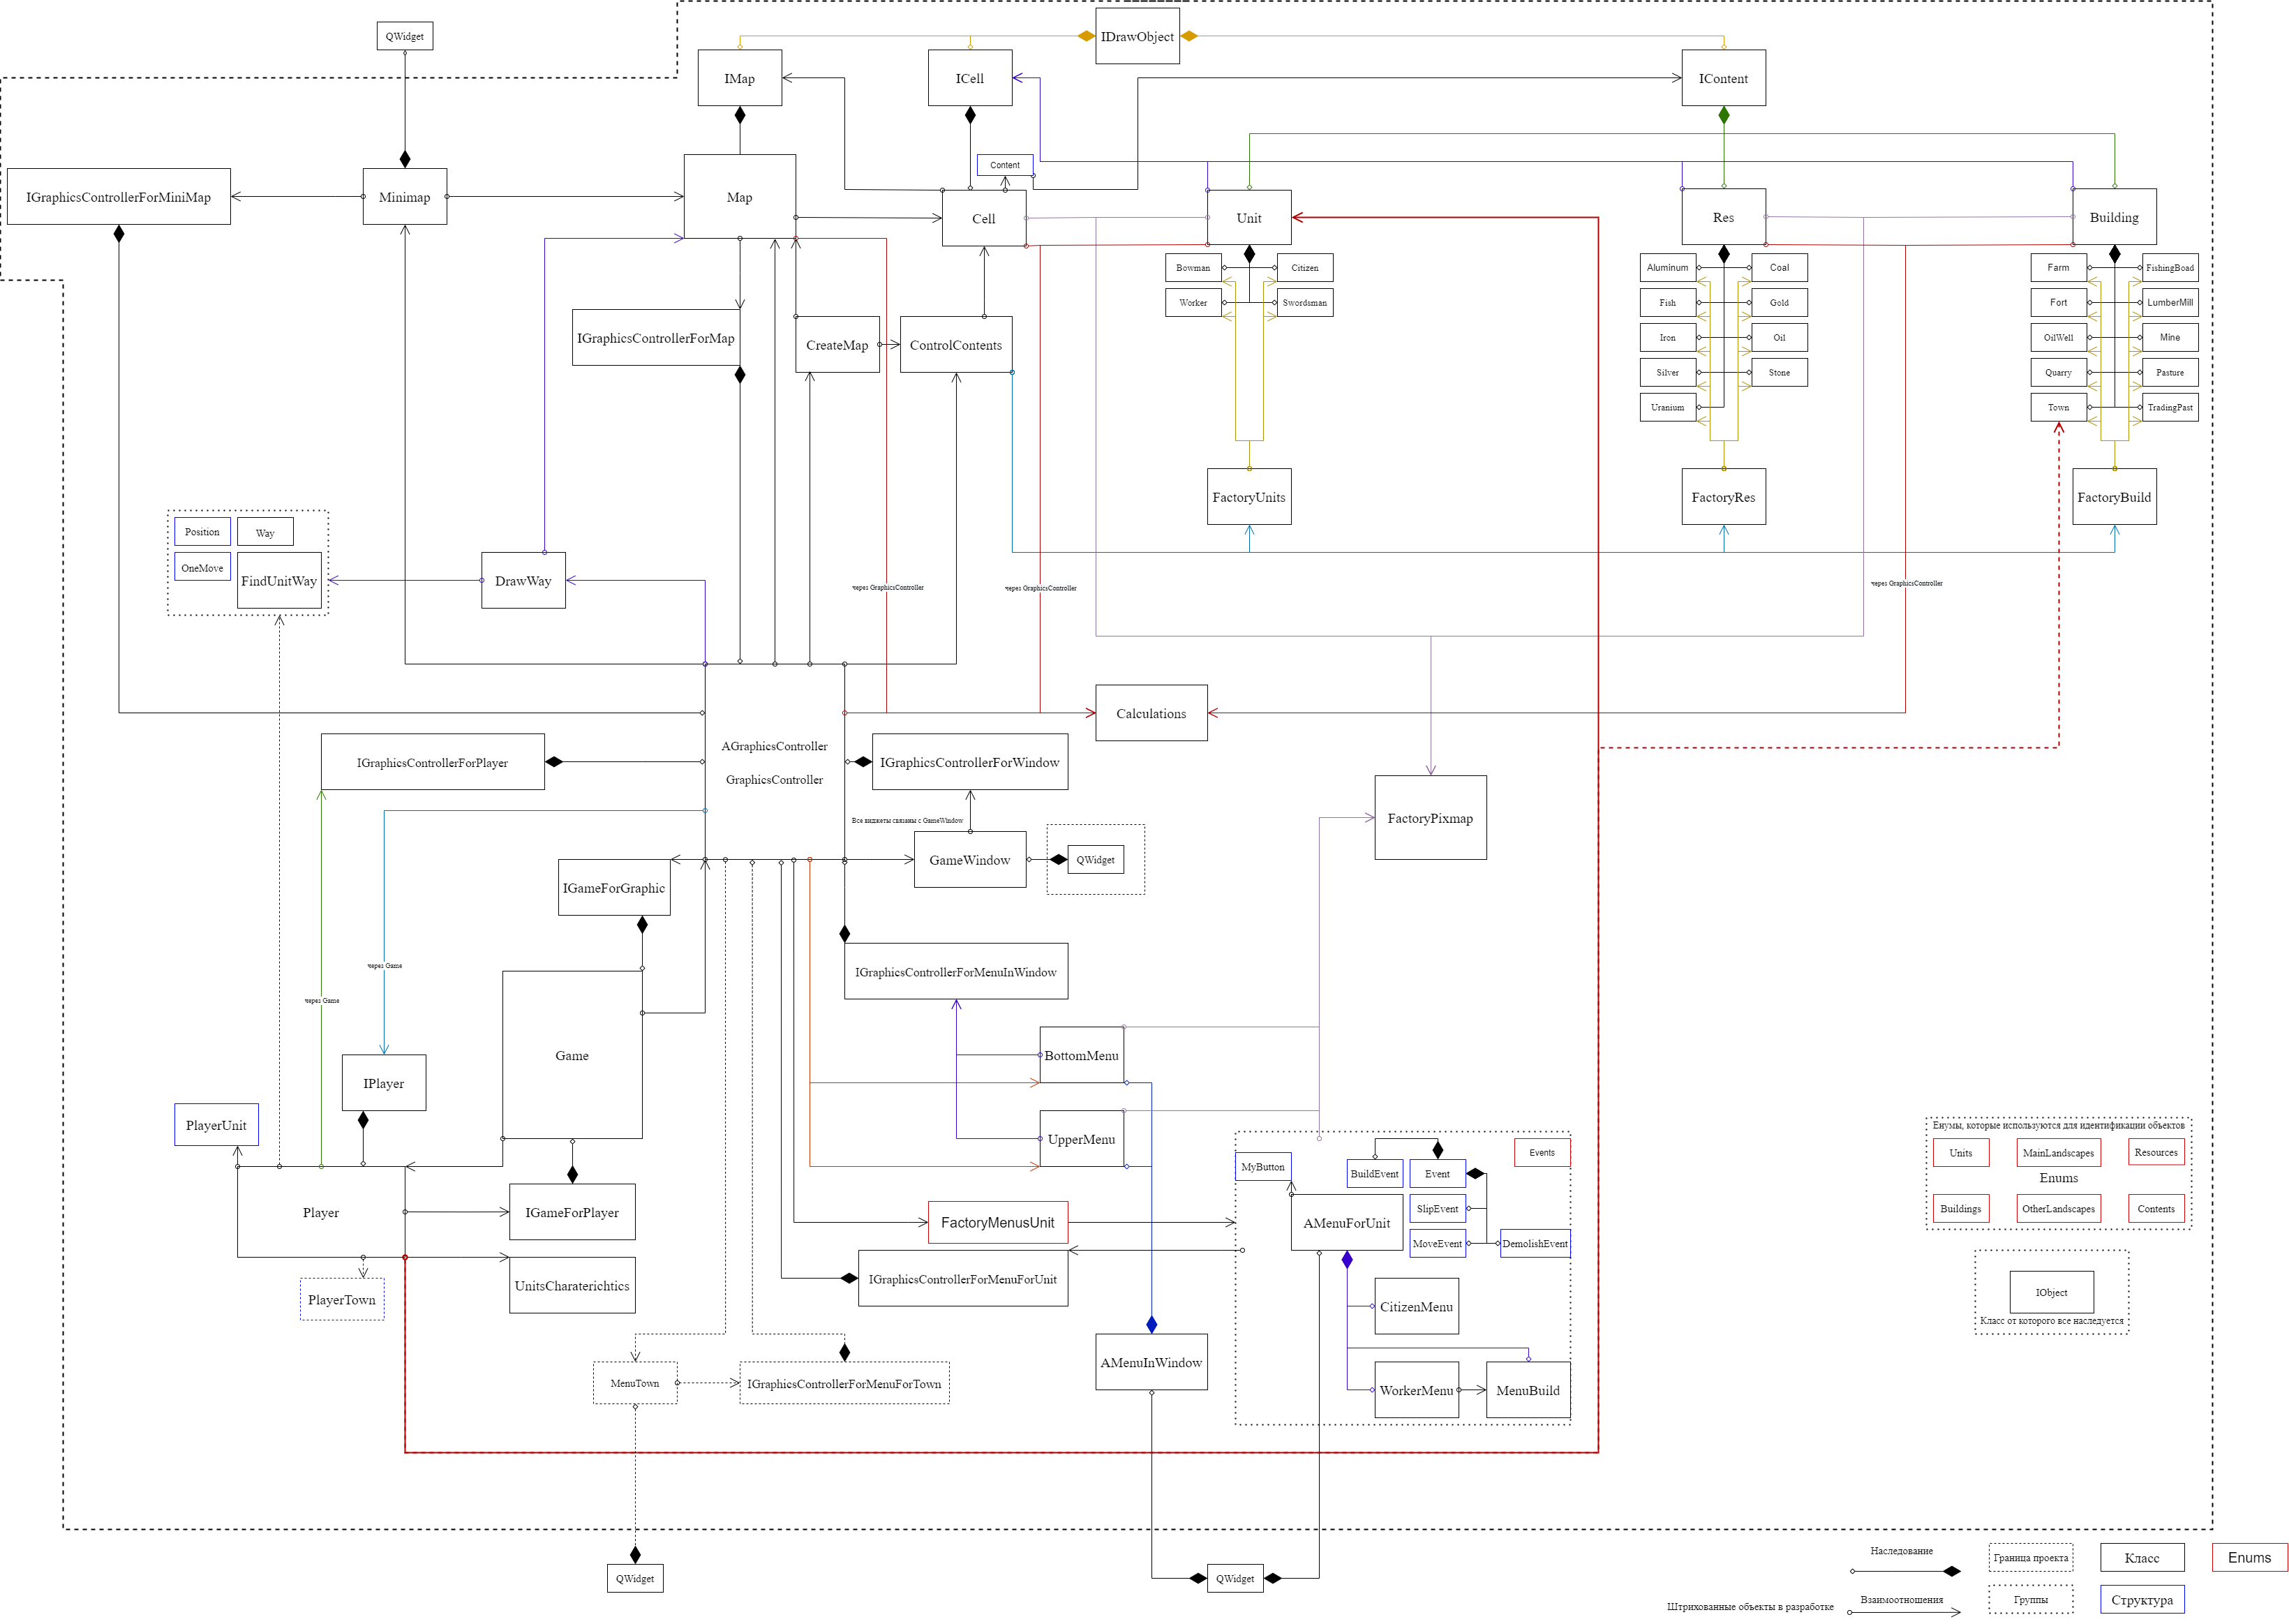 QWidget
IDrawObject
IMap
ICell
IContent
IGraphicsControllerForMiniMap
Minimap
Map
Content
Cell
Unit
Res
Building
Bowman
Citizen
Worker
Swordsman
Aluminum
Coal
Fish
Gold
Iron
Oil
Silver
Stone
Uranium
Farm
FishingBoad
Fort
LumberMill
OilWell
Mine
Quarry
Pasture
Town
TradingPast
IGraphicsControllerForMap
CreateMap
ControlContents
FactoryUnits
FactoryRes
FactoryBuild
Position
Way
OneMove
FindUnitWay
DrawWay
через GraphicsController
через GraphicsController
через GraphicsController
Calculations
AGraphicsController
GraphicsController
IGraphicsControllerForPlayer
IGraphicsControllerForWindow
Все виджеты связаны с GameWindow
FactoryPixmap
GameWindow
QWidget
IGameForGraphic
через Game
через Game
IGraphicsControllerForMenuInWindow
Game
BottomMenu
IPlayer
PlayerUnit
UpperMenu
MyButton
BuildEvent
Event
Events
SlipEvent
MoveEvent
DemolishEvent
AMenuForUnit
Player
IGameForPlayer
FactoryMenusUnit
IGraphicsControllerForMenuForUnit
UnitsCharaterichtics
PlayerTown
CitizenMenu
WorkerMenu
MenuBuild
MenuTown
IGraphicsControllerForMenuForTown
AMenuInWindow
Енумы, которые используются для идентификации объектов
Units
MainLandscapes
Resources
Enums
Buildings
OtherLandscapes
Contents
IObject
Класс от которого все наследуется
QWidget
QWidget
Наследование
Граница проекта
Класс
Enums
Штрихованные объекты в разработке
Взаимоотношения
Группы
Структура